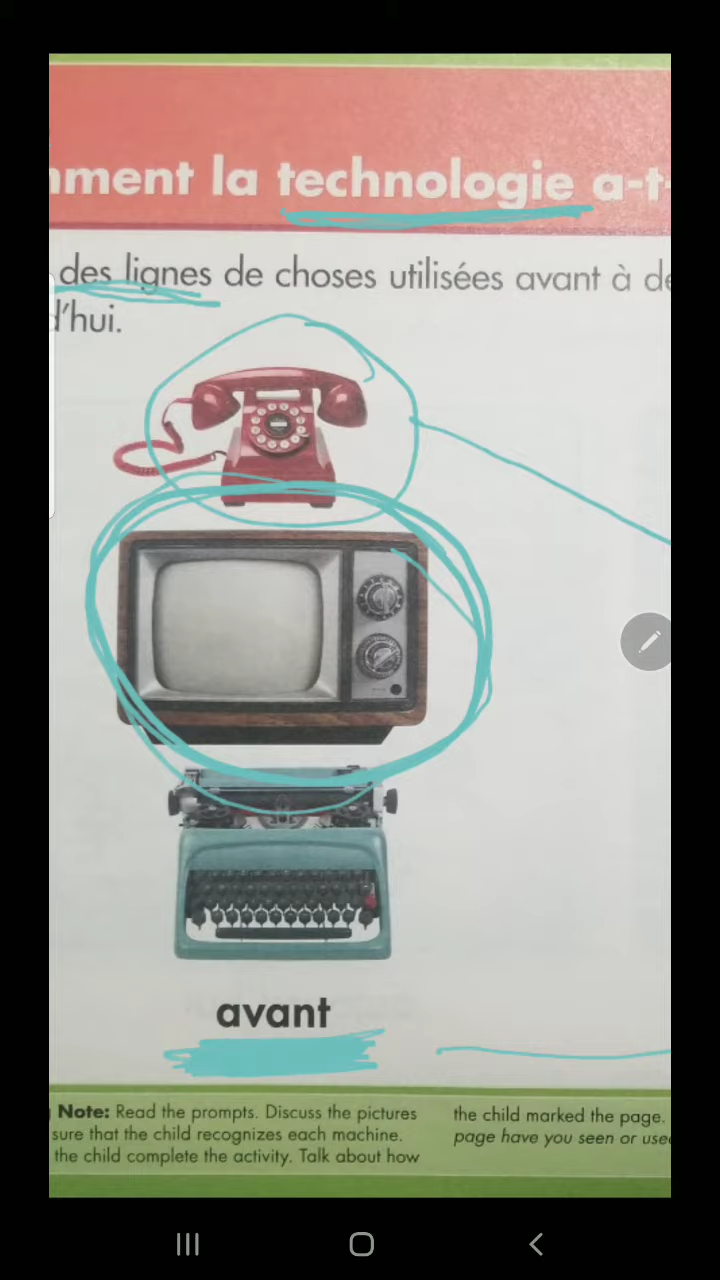 mment la technologie a-t-
des lignes de choses utilisées avant à de
d'hui.
avant
Note: Read the prompts. Discuss the pictures
sure that the child recognizes each machine.
the child complete the activity. Talk about how
the child marked the page.
page have you seen or used